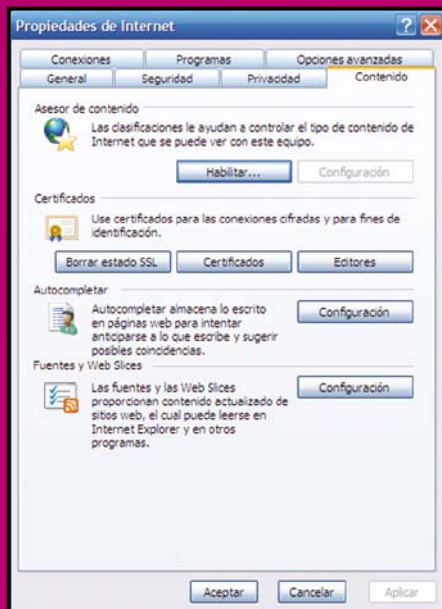 Propiedades de Internet
Conexiones Programas Opciones avanzadas
General Seguridad Privacidad Contenido
Asesor de contenido
Las clasificaciones le ayudan a controlar el tipo de contenido de
Internet que se puede ver con este equipo.
Habilitar... Configuración
Certificados
Use certificados para las conexiones cifradas y para fines de
identificación.
Borrar estado SSL Certificados Editores
Autocompletar
Autocompletar almacena lo escrito
en páginas web para intentar
anticiparse a lo que escribe y sugerir
posibles coincidencias.
Configuración
Fuentes y Web Slices
Las fuentes y las Web Slices
proporcionan contenido actualizado de
sitios web, el cual puede leerse en
Internet Explorer y en otros
programas.
Configuración
Aceptar Cancelar Aplicar